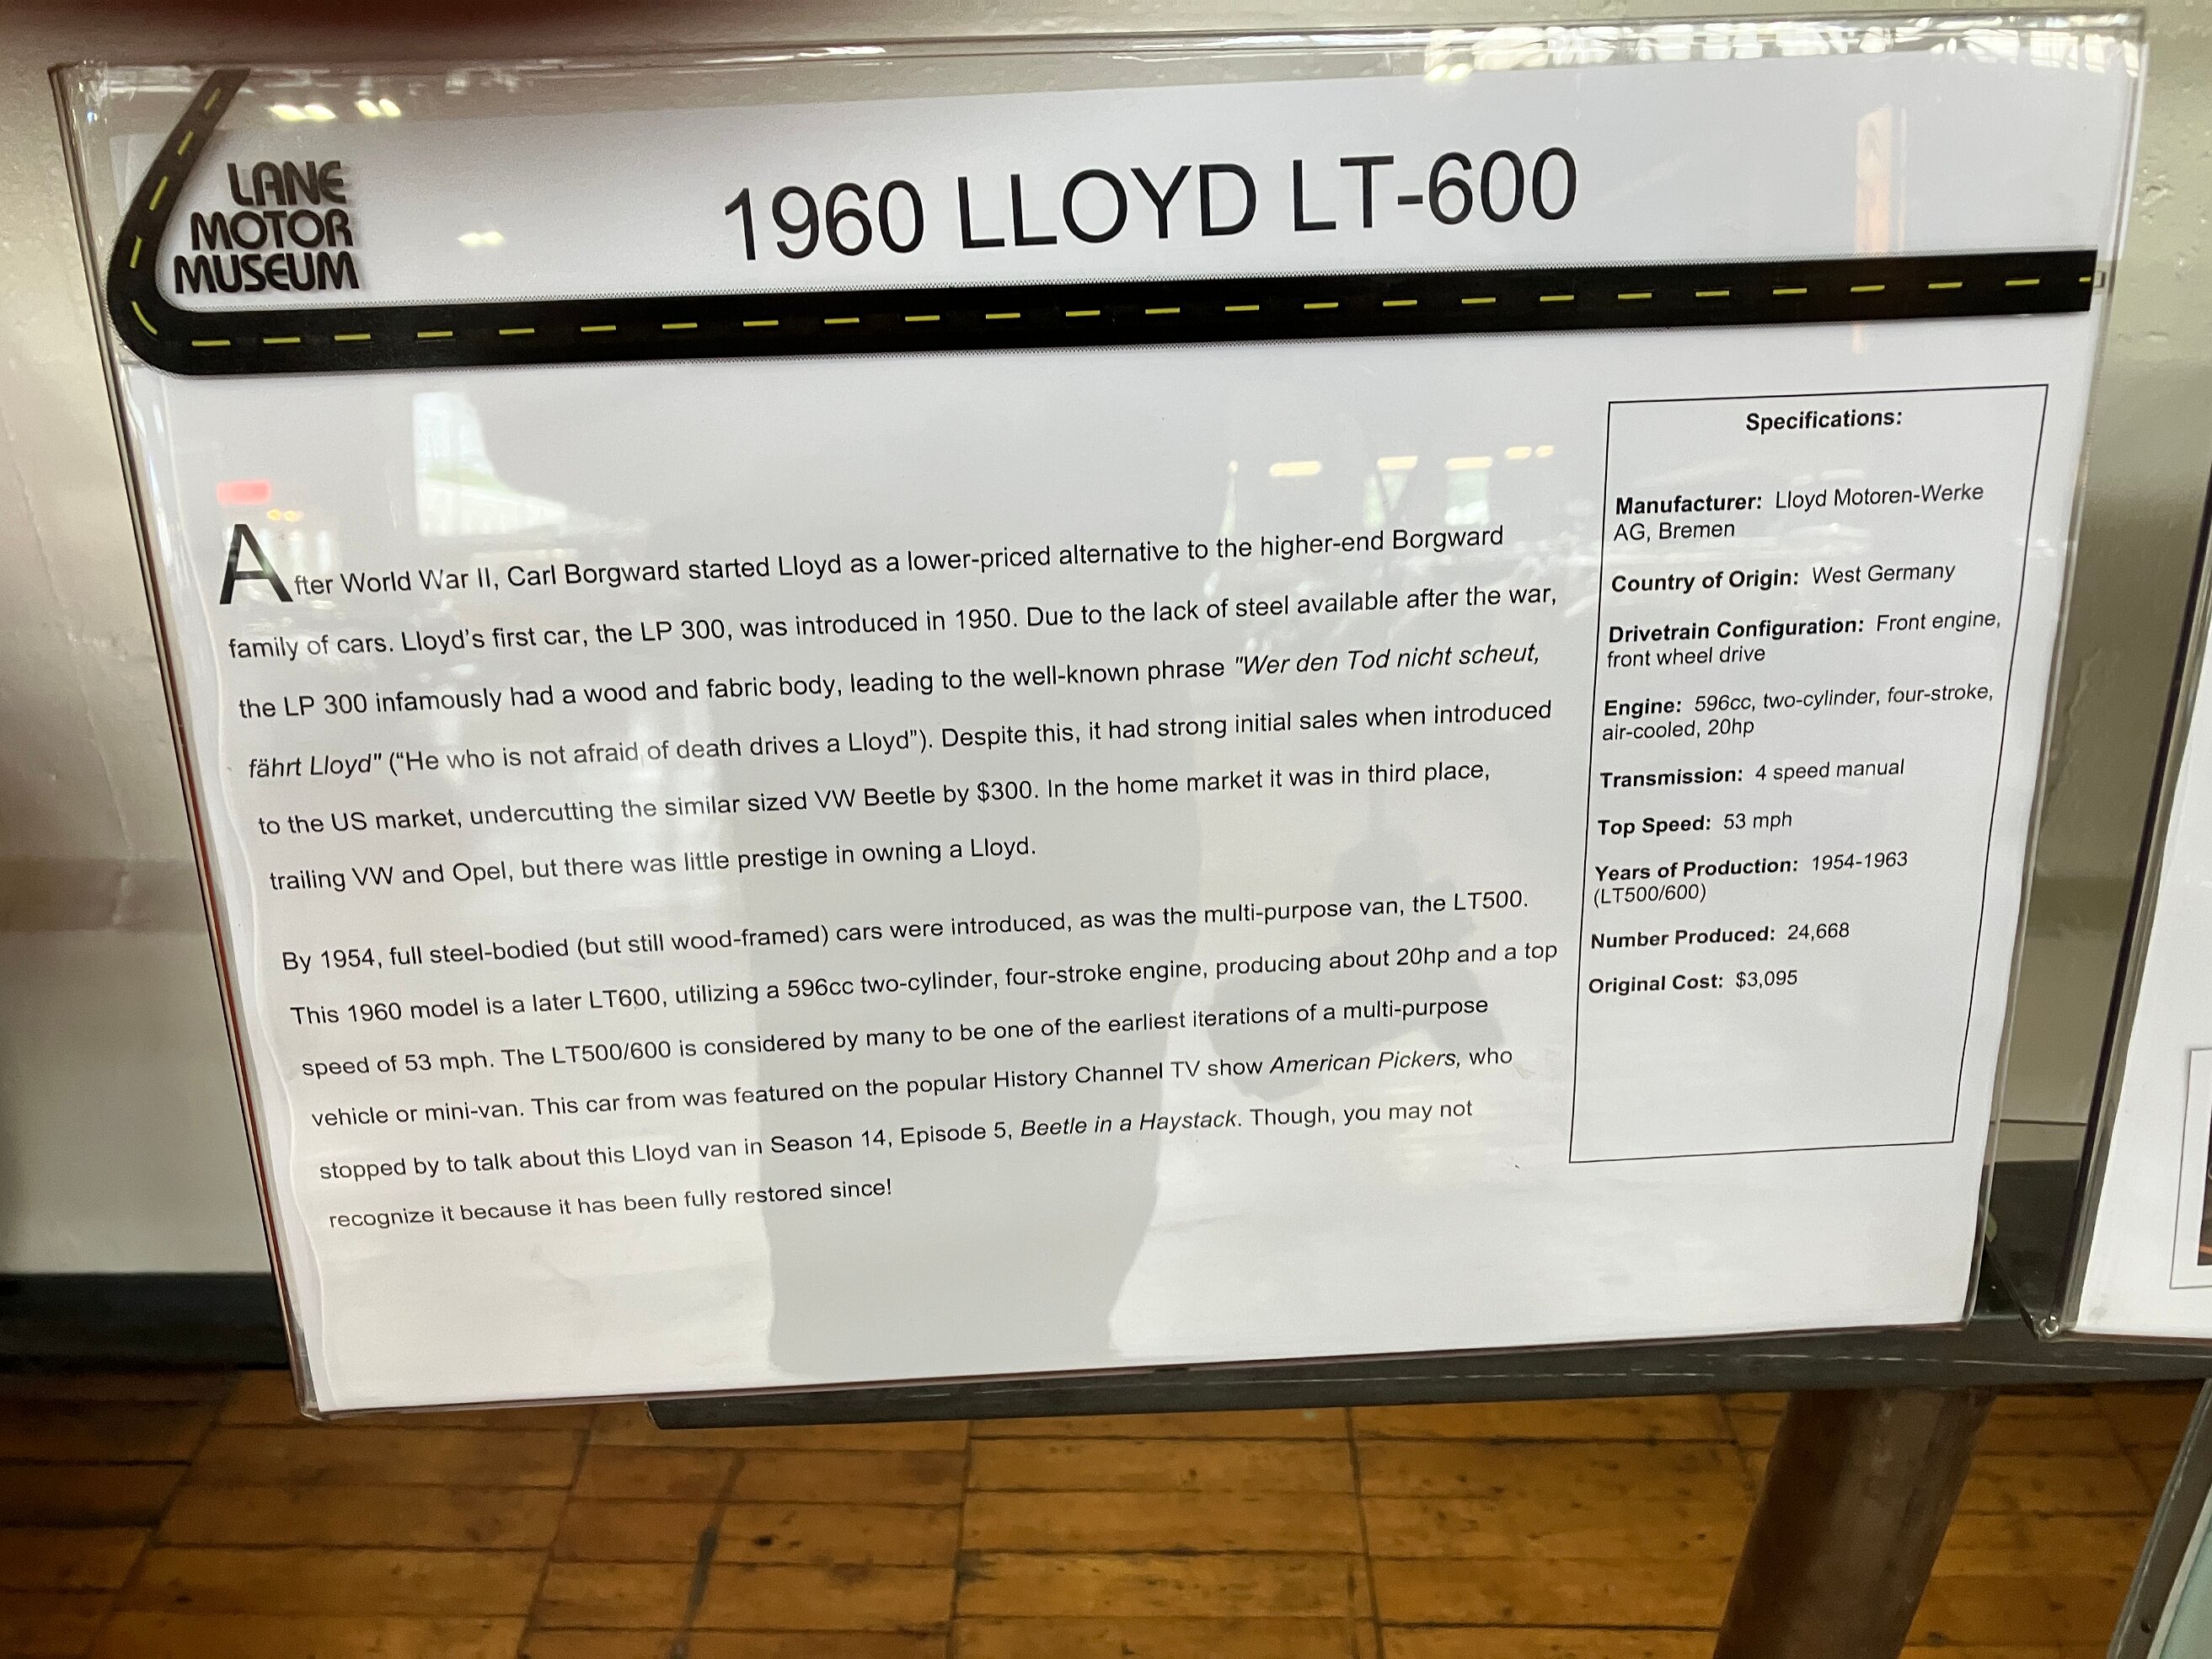 LANE
MOTOR
MUSEUM
1960 LLOYD LT-600
After World War II, Carl Borgward started Lloyd as a lower-priced alternative to the higher-end Borgward
family of cars. Lloyd's first car, the LP 300, was introduced in 1950. Due to the lack of steel available after the war,
the LP 300 infamously had a wood and fabric body, leading to the well-known phrase "Wer den Tod nicht scheut,
fährt Lloyd" (“He who is not afraid of death drives a Lloyd”). Despite this, it had strong initial sales when introduced
to the US market, undercutting the similar sized VW Beetle by $300. In the home market it was in third place,
trailing VW and Opel, but there was little prestige in owning a Lloyd.
By 1954, full steel-bodied (but still wood-framed) cars were introduced, as was the multi-purpose van, the LT500.
This 1960 model is a later LT600, utilizing a 596cc two-cylinder, four-stroke engine, producing about 20hp and a top
speed of 53 mph. The LT500/600 is considered by many to be one of the earliest iterations of a multi-purpose
vehicle or mini-van. This car from was featured on the popular History Channel TV show American Pickers, who
stopped by to talk about this Lloyd van in Season 14, Episode 5, Beetle in a Haystack. Though, you may not
recognize it because it has been fully restored since!
Specifications:
Manufacturer: Lloyd Motoren-Werke
AG, Bremen
Country of Origin: West Germany
Drivetrain Configuration: Front engine,
front wheel drive
Engine: 596cc, two-cylinder, four-stroke,
air-cooled, 20hp
Transmission: 4 speed manual
Top Speed: 53 mph
Years of Production: 1954-1963
(LT500/600)
Number Produced: 24,668
Original Cost: $3,095